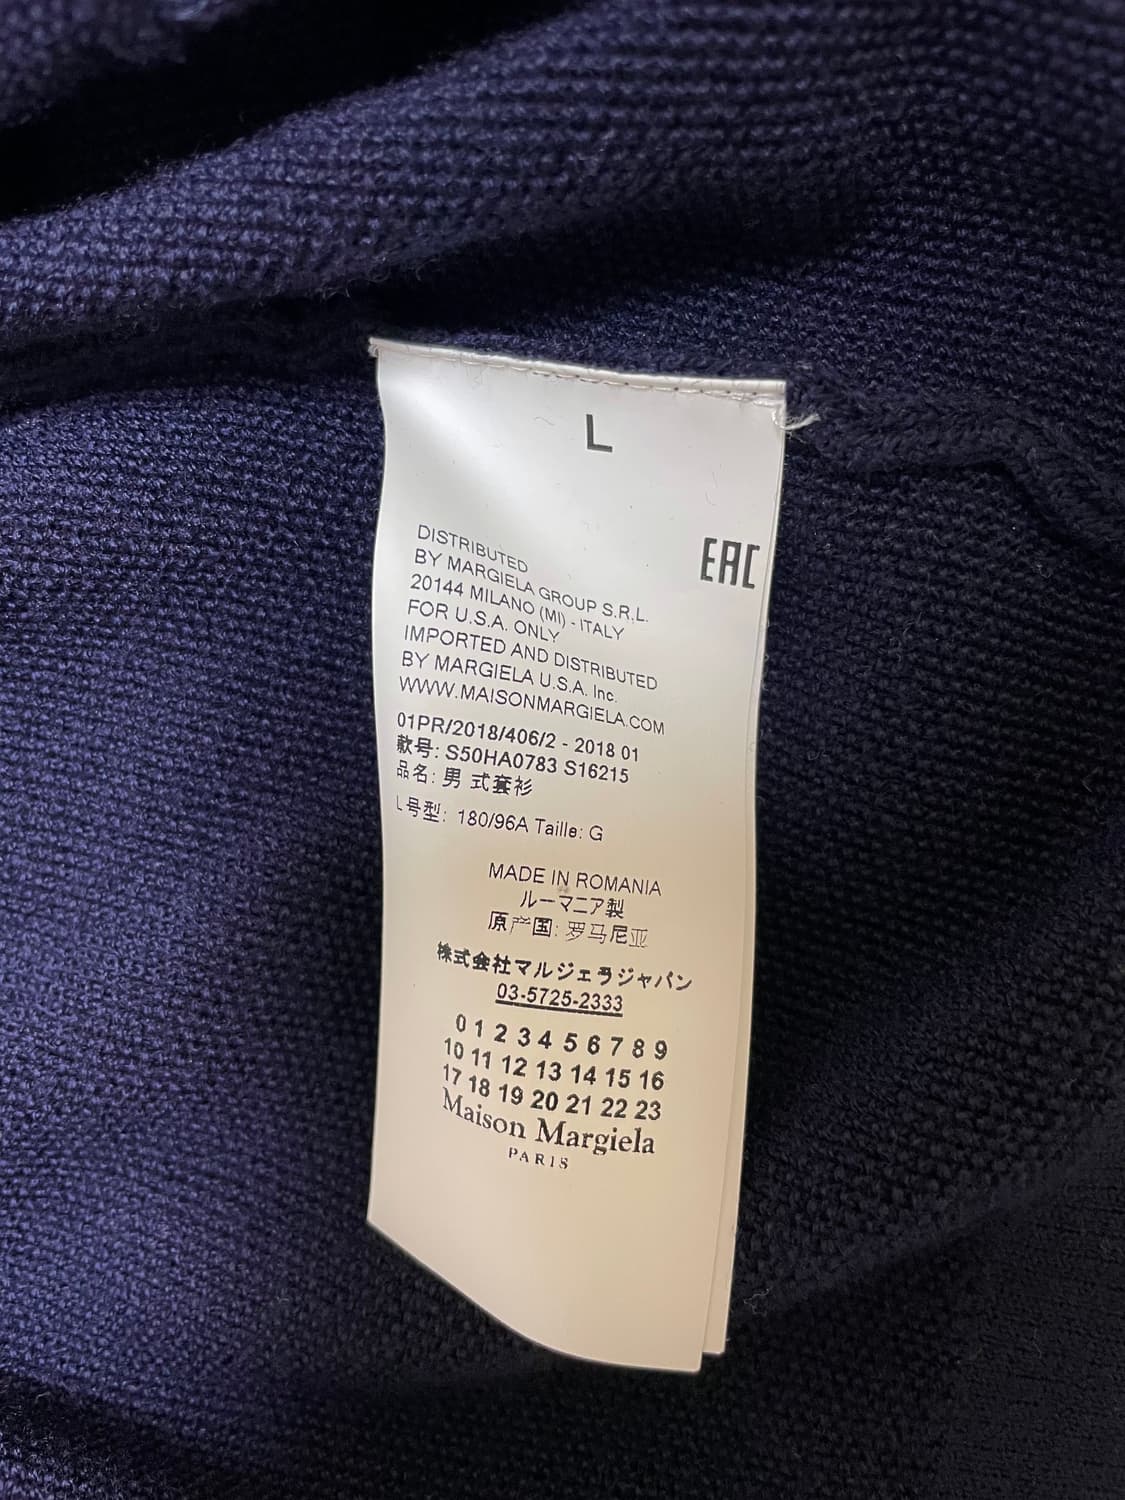 L
EAC
DISTRIBUTED
BY MARGIELA GROUP S.R.L.
20144 MILANO (MI) - ITALY
FOR U.S.A. ONLY
IMPORTED AND DISTRIBUTED
BY MARGIELA U.S.A. Inc.
WWW.MAISONMARGIELA.COM
01PR/2018/406/2 - 2018 01
款号: S50HA0783 S16215
品名: 男 式套衫
L号型: 180/96A Taille: G
MADE IN ROMANIA
ルーマニア製
原产国: 罗马尼亚
株式会社マルジェラジャパン
03-5725-2333
0 1 2 3 4 5 6 7 8 9
10 11 12 13 14 15 16
17 18 19 20 21 22 23
Maison Margiela
PARIS